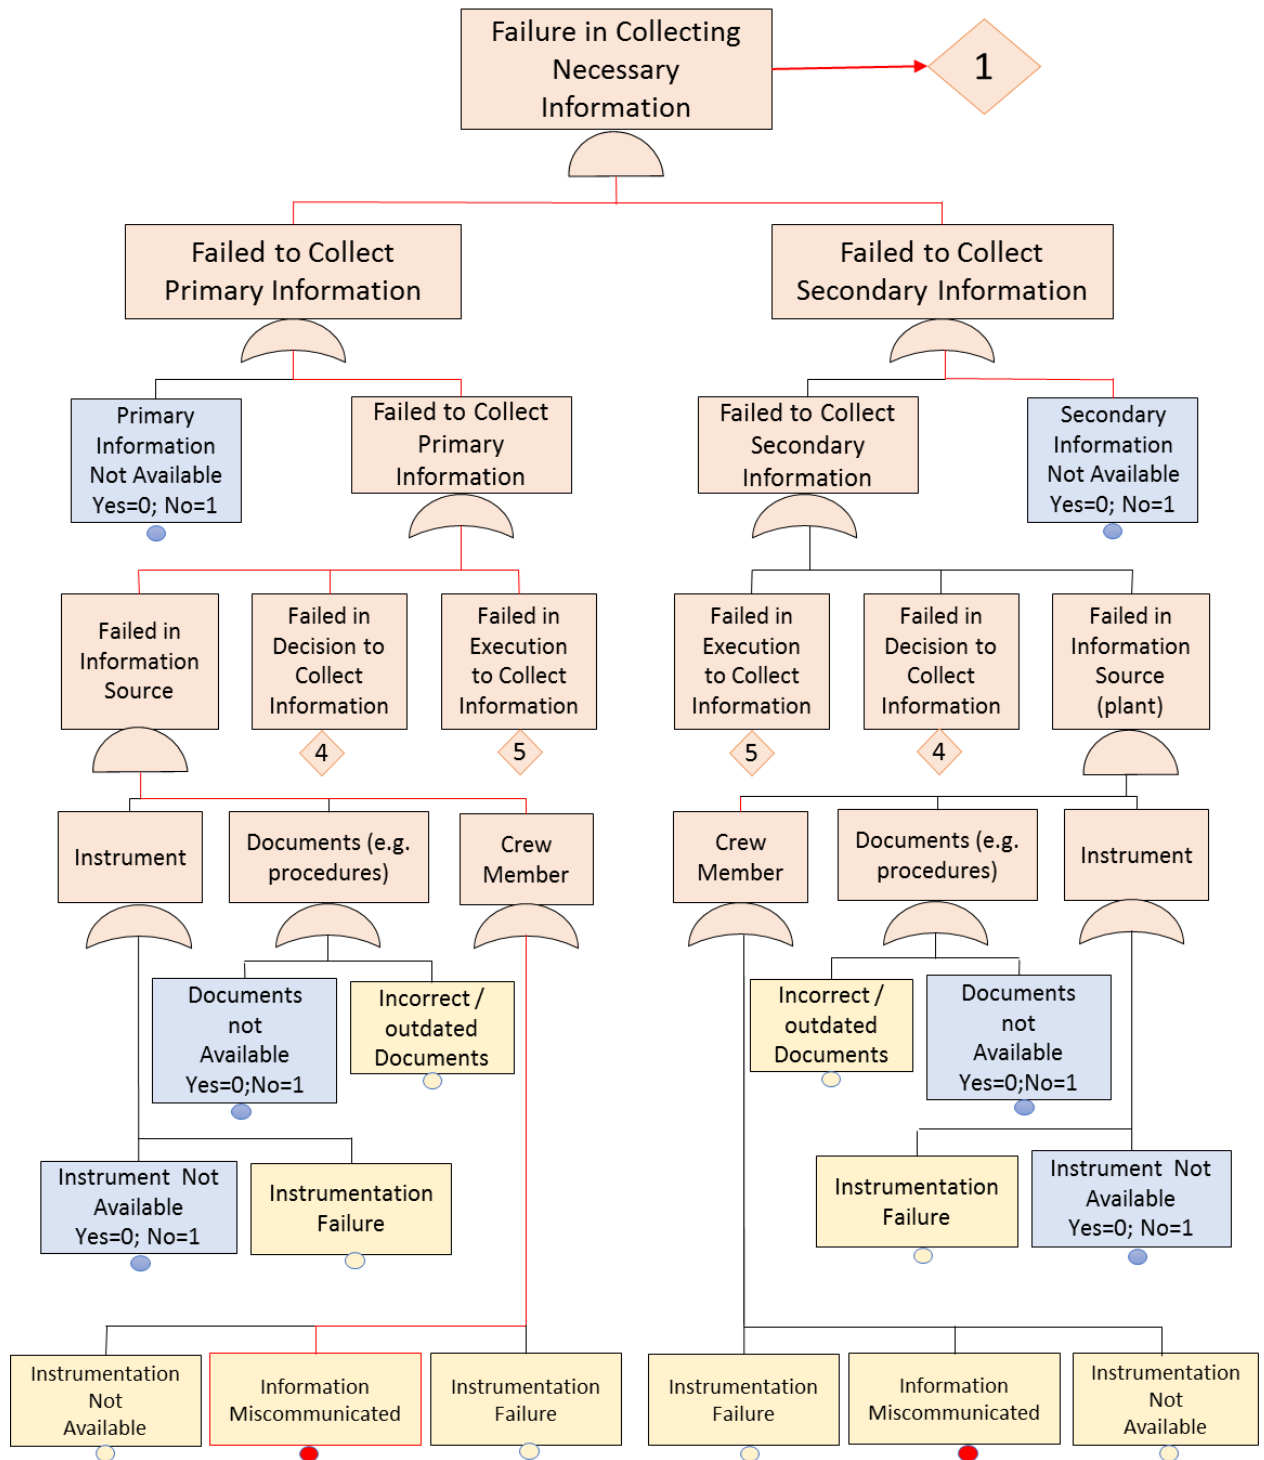 Failure in Collecting
Necessary
Information
1
Failed to Collect
Primary Information
Failed to Collect
Secondary Information
Primary
Information
Not Available
Yes=0; No=1
Failed to Collect
Primary
Information
Failed to Collect
Secondary
Information
Secondary
Information
Not Available
Yes=0; No=1
Failed in
Information
Source
Failed in
Decision to
Collect
Information
Failed in
Execution
to Collect
Information
Failed in
Execution
to Collect
Information
Failed in
Decision to
Collect
Information
Failed in
Information
Source
(plant)
4
5
5
4
Instrument
Documents (e.g.
procedures)
Crew
Member
Crew
Member
Documents (e.g.
procedures)
Instrument
Documents
not
Available
Yes=0;No=1
Incorrect /
outdated
Documents
Incorrect /
outdated
Documents
Documents
not
Available
Yes=0;No=1
Instrument Not
Available
Yes=0; No=1
Instrumentation
Failure
Instrumentation
Failure
Instrument Not
Available
Yes=0; No=1
Instrumentation
Not
Available
Information
Miscommunicated
Instrumentation
Failure
Instrumentation
Failure
Information
Miscommunicated
Instrumentation
Not
Available